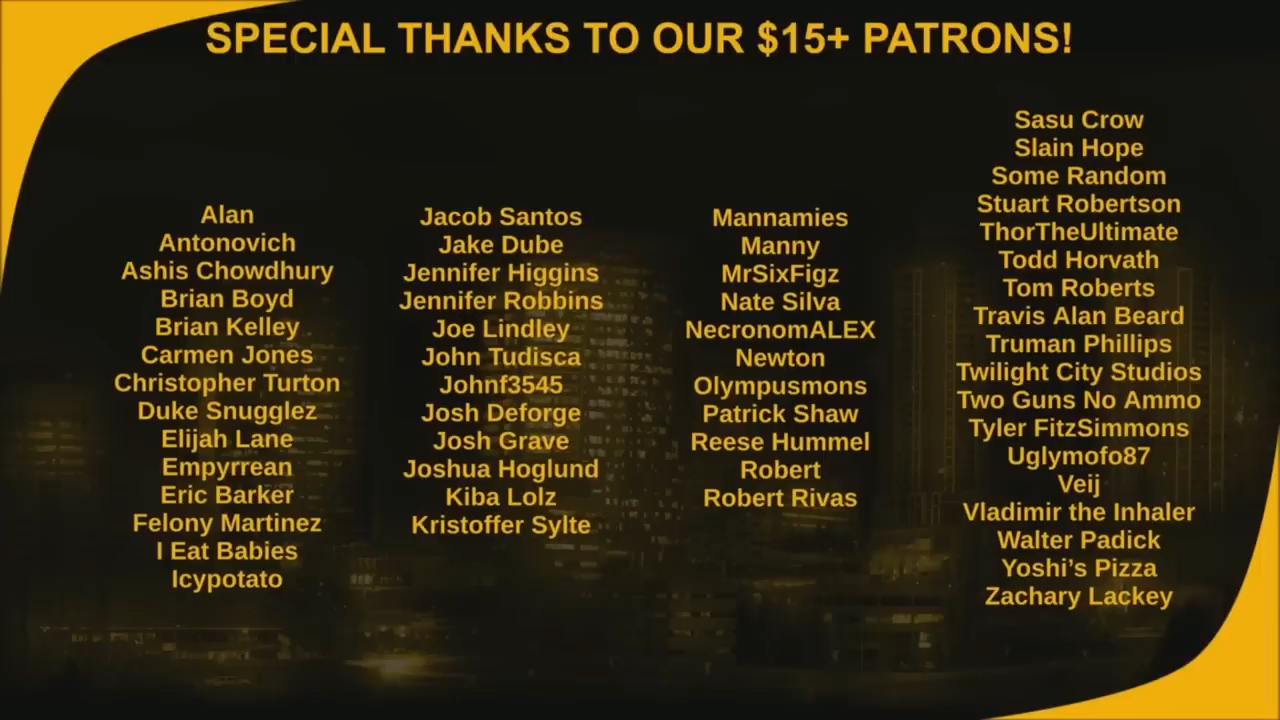 SPECIAL THANKS TO OUR $15+ PATRONS!
Alan
Antonovich
Ashis Chowdhury
Brian Boyd
Brian Kelley
Carmen Jones
Christopher Turton
Duke Snugglez
Elijah Lane
Empyrrean
Eric Barker
Felony Martinez
I Eat Babies
Icypotato
Jacob Santos
Jake Dube
Jennifer Higgins
Jennifer Robbins
Joe Lindley
John Tudisca
Johnf3545
Josh Deforge
Josh Grave
Joshua Hoglund
Kiba Lolz
Kristoffer Sylte
Mannamies
Manny
MrSixFigz
Nate Silva
NecronomALEX
Newton
Olympusmons
Patrick Shaw
Reese Hummel
Robert
Robert Rivas
Sasu Crow
Slain Hope
Some Random
Stuart Robertson
ThorTheUltimate
Todd Horvath
Tom Roberts
Travis Alan Beard
Truman Phillips
Twilight City Studios
Two Guns No Ammo
Tyler FitzSimmons
Uglymofo87
Veij
Vladimir the Inhaler
Walter Padick
Yoshi’s Pizza
Zachary Lackey